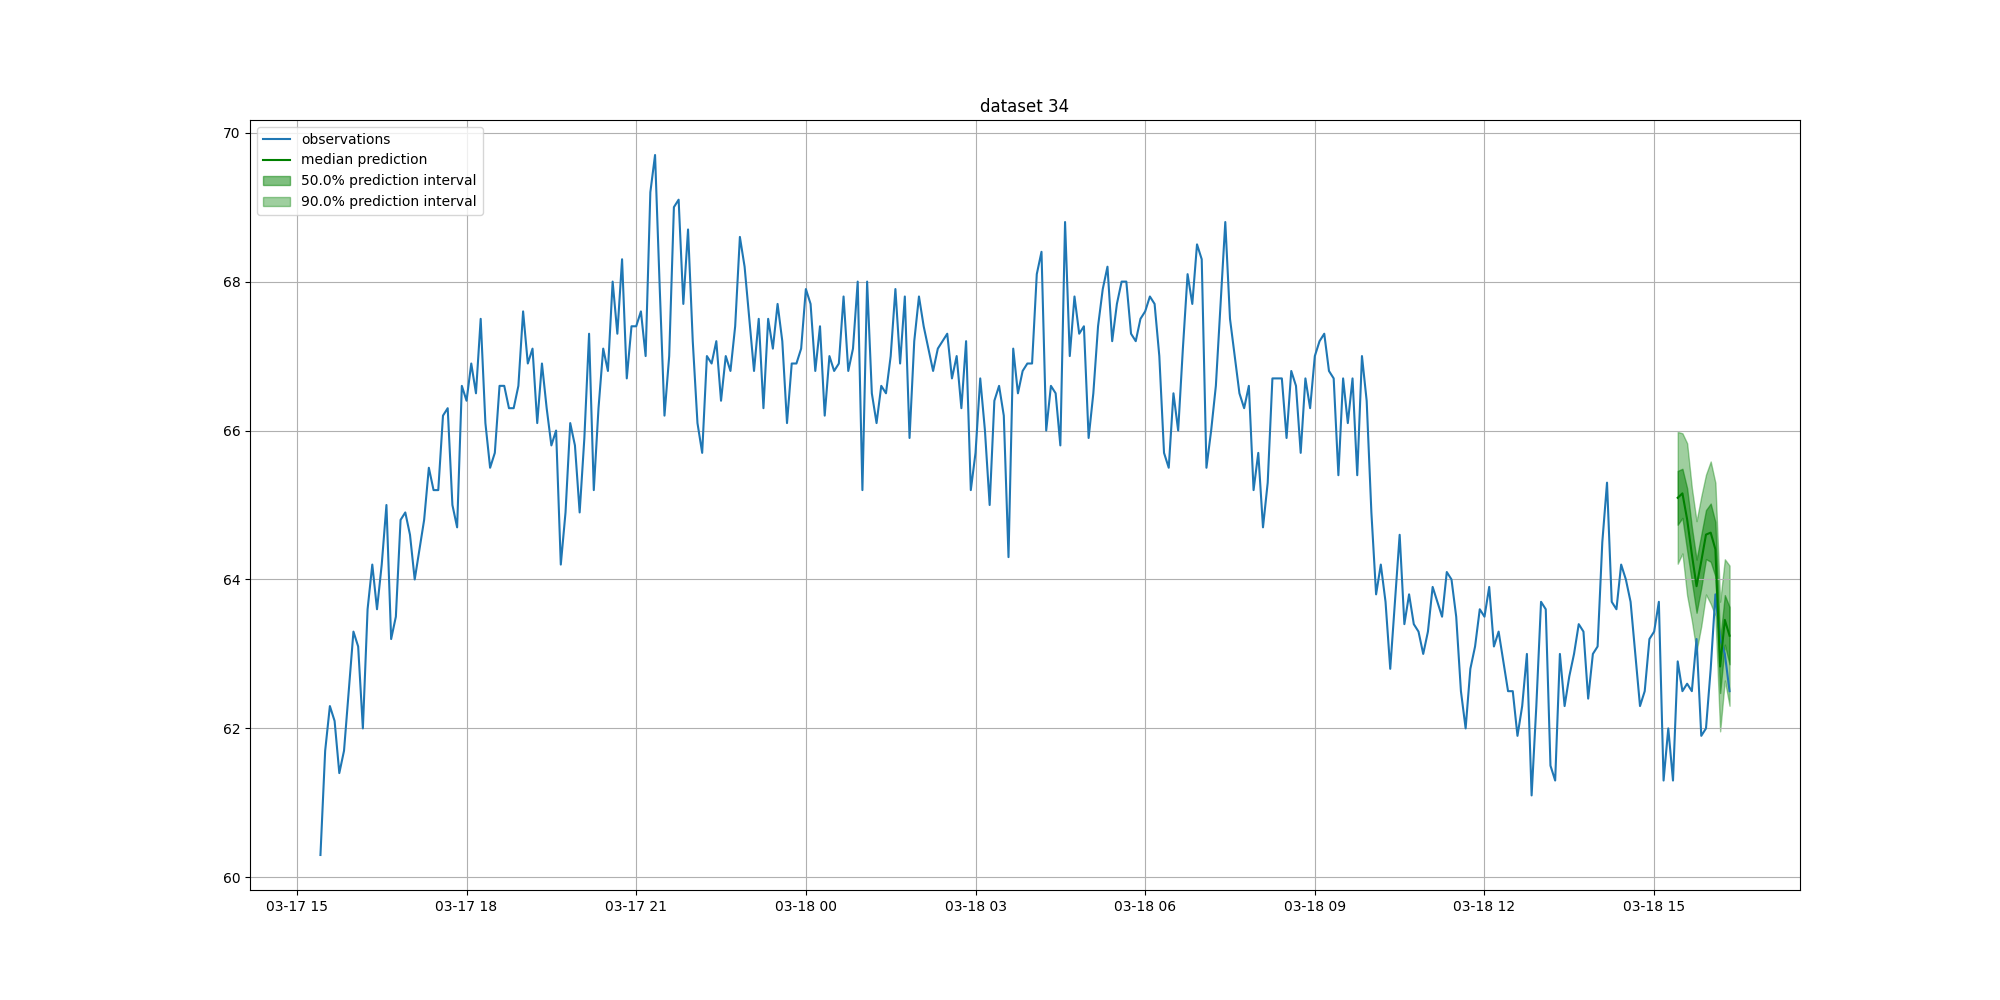 dataset 34
observations
median prediction
50.0% prediction interval
90.0% prediction interval
70
68
66
64
62
60
03-17 15 03-17 18 03-17 21 03-18 00 03-18 03 03-18 06 03-18 09 03-18 12 03-18 15